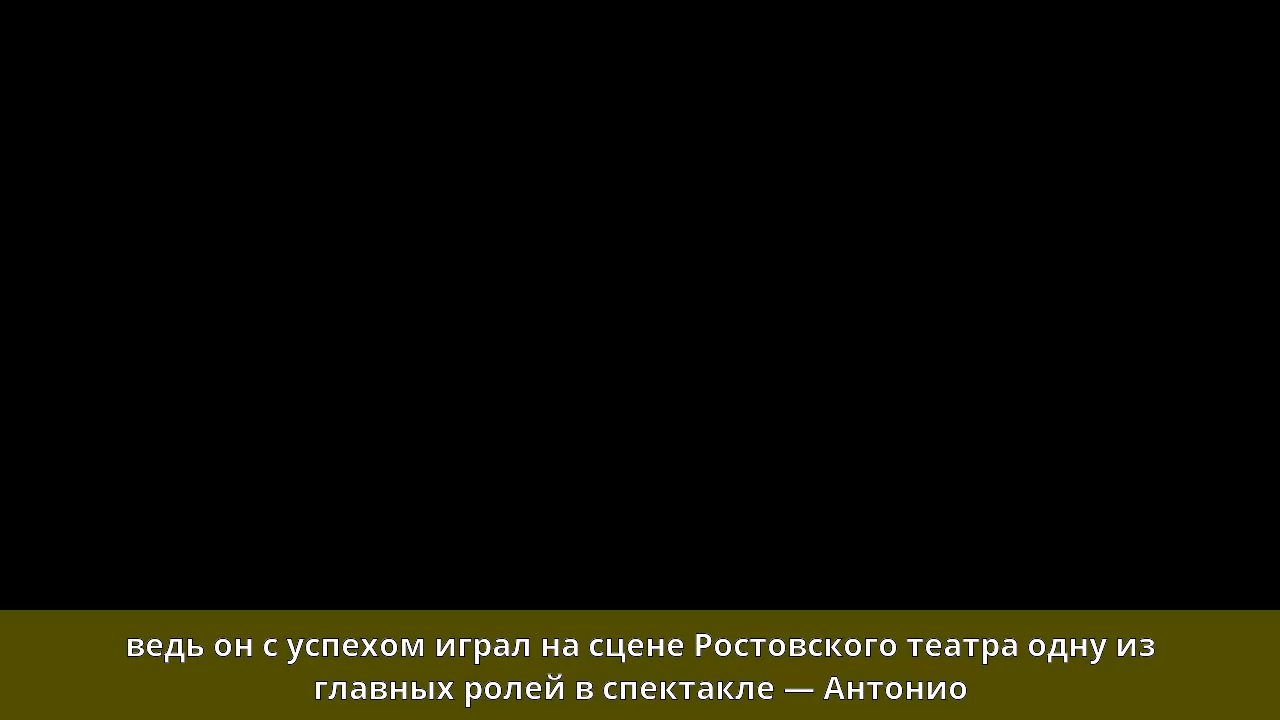 ведь он с успехом играл на сцене Ростовского театра одну из
главных ролей в спектакле — Антонио